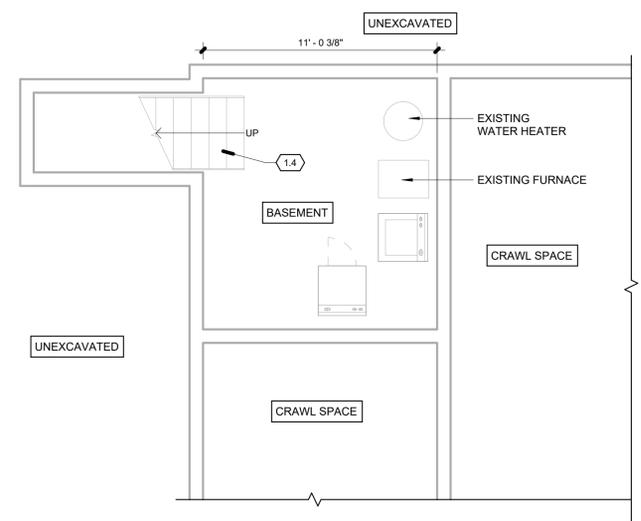 UNEXCAVATED
11' - 0 3/8"
EXISTING
WATER HEATER
UP
1.4
EXISTING FURNACE
BASEMENT
CRAWL SPACE
UNEXCAVATED
CRAWL SPACE